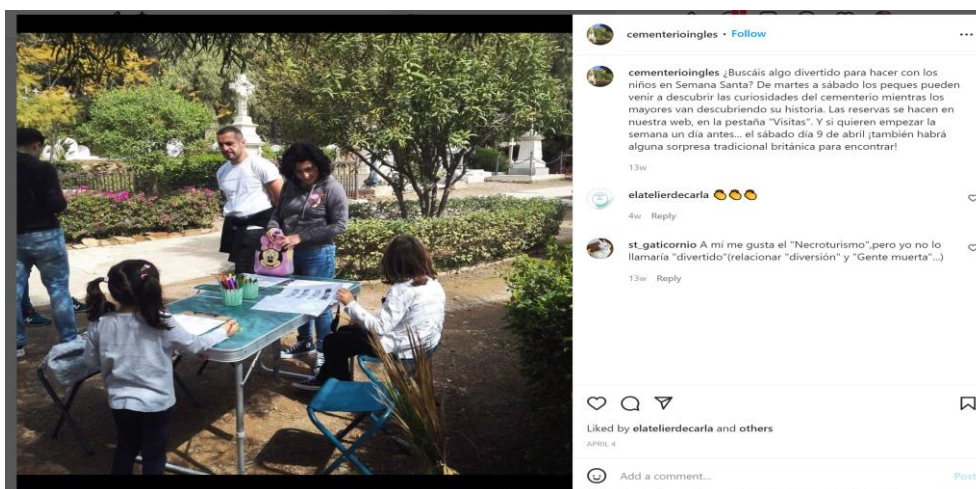 cementerioingles • Follow
cementerioingles ¿Buscáis algo divertido para hacer con los
niños en Semana Santa? De martes a sábado los peques pueden
venir a descubrir las curiosidades del cementerio mientras los
mayores van descubriendo su historia. Las reservas se hacen en
nuestra web, en la pestaña "Visitas". Y si quieren empezar la
semana un día antes... el sábado día 9 de abril ¡también habrá
alguna sorpresa tradicional británica para encontrar!
13w
elatelierdecarla 👏👏👏
4w Reply
st_gaticornio A mí me gusta el "Necroturismo",pero yo no lo
llamaría "divertido"(relacionar "diversión" y "Gente muerta"...)
13w Reply
Liked by elatelierdecarla and others
APRIL 4
Add a comment...
Post